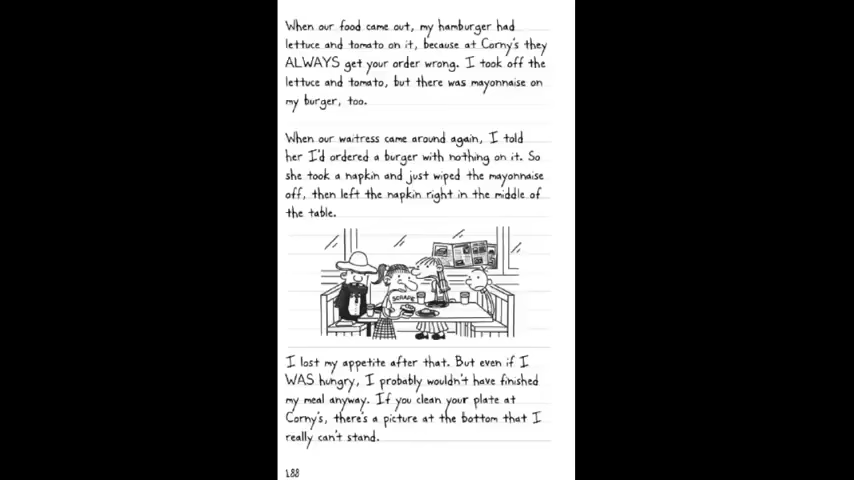 When our food came out, my hamburger had
lettuce and tomato on it, because at Corny's they
ALWAYS get your order wrong. I took off the
lettuce and tomato, but there was mayonnaise on
my burger, too.
When our waitress came around again, I told
her I'd ordered a burger with nothing on it. So
she took a napkin and just wiped the mayonnaise
off, then left the napkin right in the middle of
the table.
SCRAPE
I lost my appetite after that. But even if I
WAS hungry, I probably wouldn't have finished
my meal anyway. If you clean your plate at
Corny's, there's a picture at the bottom that I
really can't stand.
188